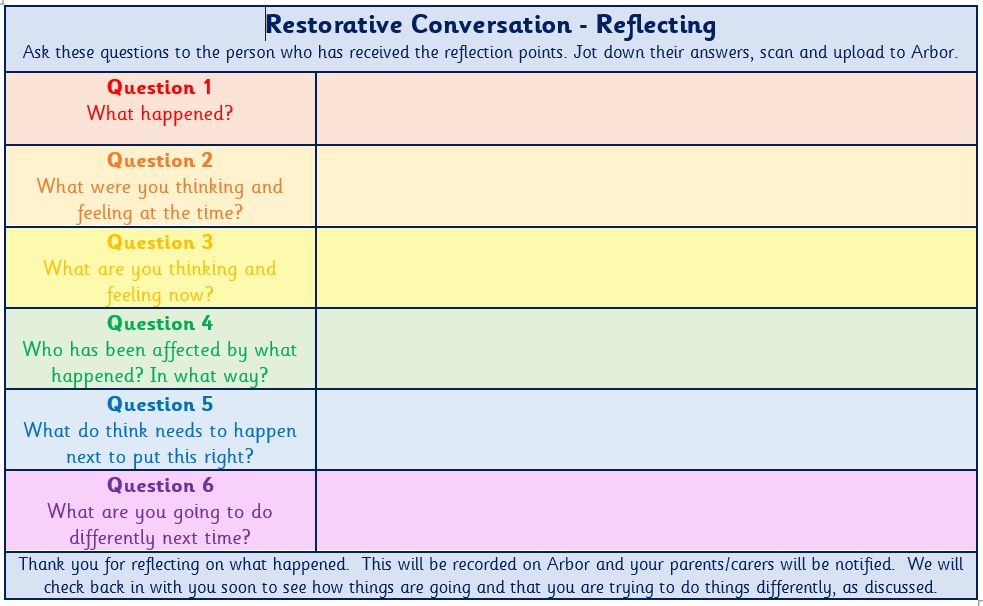 Restorative Conversation - Reflecting
Ask these questions to the person who has received the reflection points. Jot down their answers, scan and upload to Arbor.
Question 1
What happened?
Question 2
What were you thinking and
feeling at the time?
Question 3
What are you thinking and
feeling now?
Question 4
Who has been affected by what
happened? In what way?
Question 5
What do think needs to happen
next to put this right?
Question 6
What are you going to do
differently next time?
Thank you for reflecting on what happened.  This will be recorded on Arbor and your parents/carers will be notified.  We will
check back in with you soon to see how things are going and that you are trying to do things differently, as discussed.